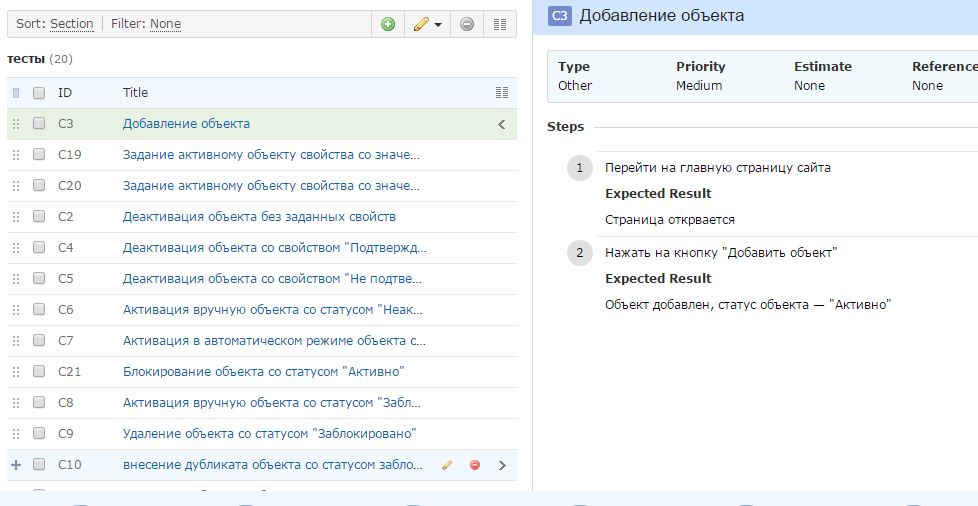 Sort: Section Filter: None
тесты (20)
ID Title
C3 Добавление объекта
C19 Задание активному объекту свойства со значе...
C20 Задание активному объекту свойства со значе...
C2 Деактивация объекта без заданных свойств
C4 Деактивация объекта со свойством "Подтвержд...
C5 Деактивация объекта со свойством "Не подтве...
C6 Активация вручную объекта со статусом "Неак...
C7 Активация в автоматическом режиме объекта с...
C21 Блокирование объекта со статусом "Активно"
C8 Активация вручную объекта со статусом "Забл...
C9 Удаление объекта со статусом "Заблокировано"
C10 внесение дубликата объекта со статусом забло...
C3 Добавление объекта
Type Priority Estimate Reference
Other Medium None None
Steps
1 Перейти на главную страницу сайта
Expected Result
Страница открвается
2 Нажать на кнопку "Добавить объект"
Expected Result
Объект добавлен, статус объекта — "Активно"